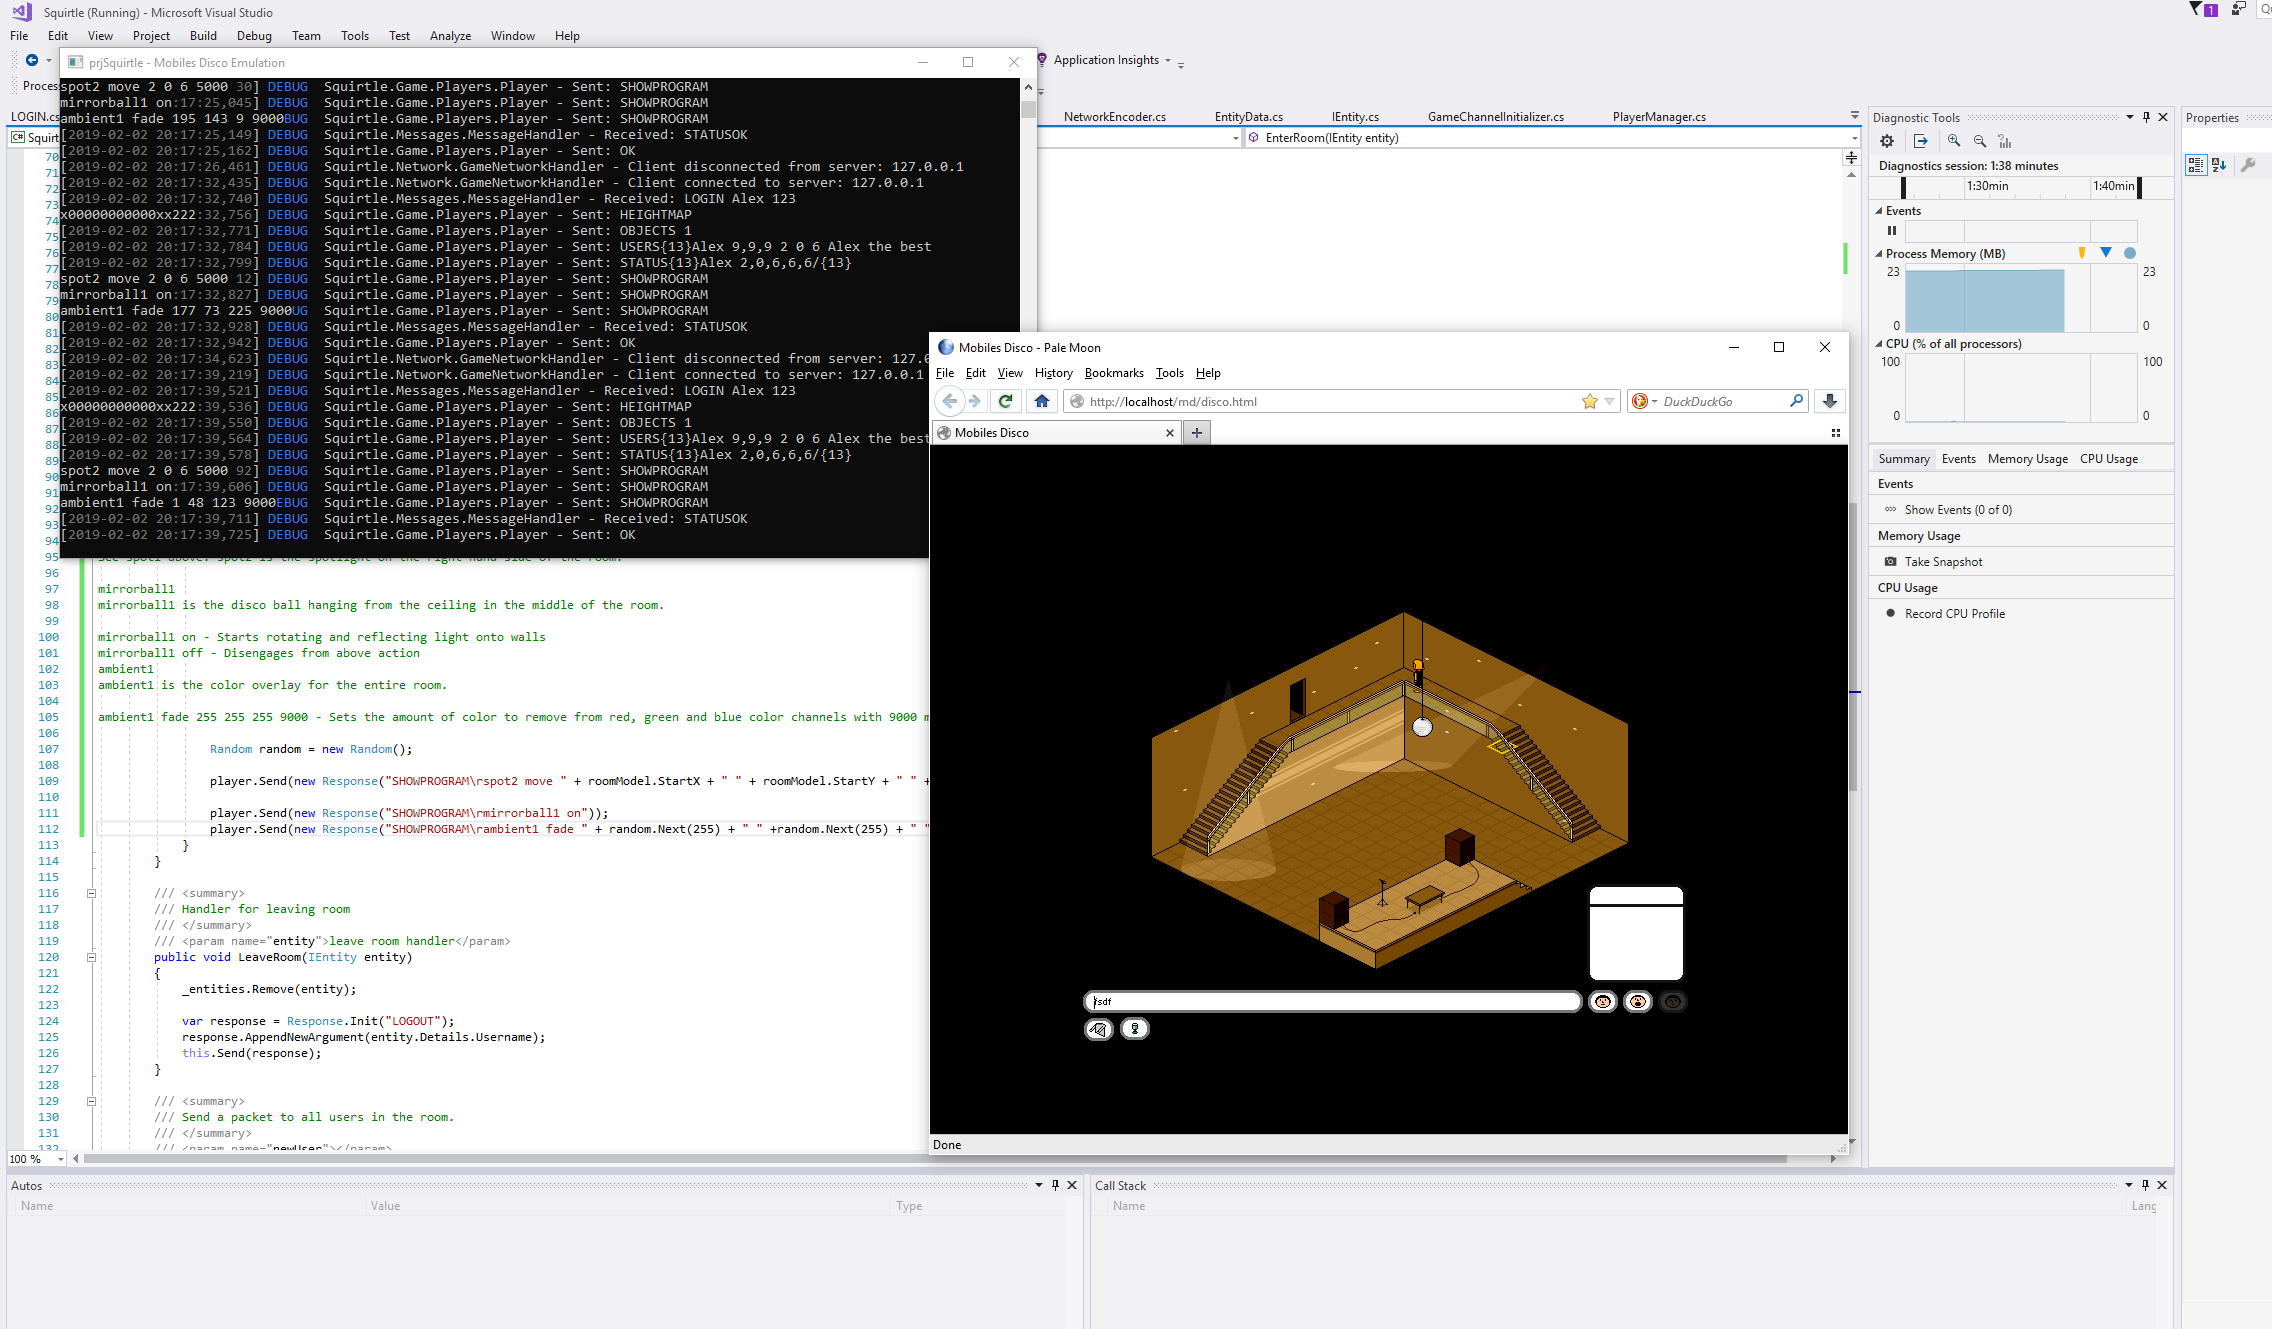 Squirtle (Running) - Microsoft Visual Studio
1
File Edit View Project Build Debug Team Tools Test Analyze Window Help
Application Insights
LOGIN.cs NetworkEncoder.cs EntityData.cs IEntity.cs GameChannelInitializer.cs PlayerManager.cs
EnterRoom(IEntity entity)
prjSquirtle - Mobiles Disco Emulation
spot2 move 2 0 6 5000 30] DEBUG Squirtle.Game.Players.Player - Sent: SHOWPROGRAM
mirrorball1 on:17:25,045] DEBUG Squirtle.Game.Players.Player - Sent: SHOWPROGRAM
ambient1 fade 195 143 9 9000BUG Squirtle.Game.Players.Player - Sent: SHOWPROGRAM
[2019-02-02 20:17:25,149] DEBUG Squirtle.Messages.MessageHandler - Received: STATUSOK
[2019-02-02 20:17:25,162] DEBUG Squirtle.Game.Players.Player - Sent: OK
[2019-02-02 20:17:26,461] DEBUG Squirtle.Network.GameNetworkHandler - Client disconnected from server: 127.0.0.1
[2019-02-02 20:17:32,435] DEBUG Squirtle.Network.GameNetworkHandler - Client connected to server: 127.0.0.1
[2019-02-02 20:17:32,740] DEBUG Squirtle.Messages.MessageHandler - Received: LOGIN Alex 123
x00000000000xx222:32,756] DEBUG Squirtle.Game.Players.Player - Sent: HEIGHTMAP
[2019-02-02 20:17:32,771] DEBUG Squirtle.Game.Players.Player - Sent: OBJECTS 1
[2019-02-02 20:17:32,784] DEBUG Squirtle.Game.Players.Player - Sent: USERS{13}Alex 9,9,9 2 0 6 Alex the best
[2019-02-02 20:17:32,799] DEBUG Squirtle.Game.Players.Player - Sent: STATUS{13}Alex 2,0,6,6,6/{13}
spot2 move 2 0 6 5000 12] DEBUG Squirtle.Game.Players.Player - Sent: SHOWPROGRAM
mirrorball1 on:17:32,827] DEBUG Squirtle.Game.Players.Player - Sent: SHOWPROGRAM
ambient1 fade 177 73 225 9000UG Squirtle.Game.Players.Player - Sent: SHOWPROGRAM
[2019-02-02 20:17:32,928] DEBUG Squirtle.Messages.MessageHandler - Received: STATUSOK
[2019-02-02 20:17:32,942] DEBUG Squirtle.Game.Players.Player - Sent: OK
[2019-02-02 20:17:34,623] DEBUG Squirtle.Network.GameNetworkHandler - Client disconnected from server: 127.0
[2019-02-02 20:17:39,219] DEBUG Squirtle.Network.GameNetworkHandler - Client connected to server: 127.0.0.1
[2019-02-02 20:17:39,521] DEBUG Squirtle.Messages.MessageHandler - Received: LOGIN Alex 123
x00000000000xx222:39,536] DEBUG Squirtle.Game.Players.Player - Sent: HEIGHTMAP
[2019-02-02 20:17:39,550] DEBUG Squirtle.Game.Players.Player - Sent: OBJECTS 1
[2019-02-02 20:17:39,564] DEBUG Squirtle.Game.Players.Player - Sent: USERS{13}Alex 9,9,9 2 0 6 Alex the best
[2019-02-02 20:17:39,578] DEBUG Squirtle.Game.Players.Player - Sent: STATUS{13}Alex 2,0,6,6,6/{13}
spot2 move 2 0 6 5000 92] DEBUG Squirtle.Game.Players.Player - Sent: SHOWPROGRAM
mirrorball1 on:17:39,606] DEBUG Squirtle.Game.Players.Player - Sent: SHOWPROGRAM
ambient1 fade 1 48 123 9000EBUG Squirtle.Game.Players.Player - Sent: SHOWPROGRAM
[2019-02-02 20:17:39,711] DEBUG Squirtle.Messages.MessageHandler - Received: STATUSOK
[2019-02-02 20:17:39,725] DEBUG Squirtle.Game.Players.Player - Sent: OK
95 see spot1 above. spot2 is the spotlight on the right hand side of the room.
96
97 mirrorball1
98 mirrorball1 is the disco ball hanging from the ceiling in the middle of the room.
99
100 mirrorball1 on - Starts rotating and reflecting light onto walls
101 mirrorball1 off - Disengages from above action
102 ambient1
103 ambient1 is the color overlay for the entire room.
104
105 ambient1 fade 255 255 255 9000 - Sets the amount of color to remove from red, green and blue color channels with 9000 m
106
107 Random random = new Random();
108
109 player.Send(new Response("SHOWPROGRAM\rspot2 move " + roomModel.StartX + " " + roomModel.StartY + " " +
110
111 player.Send(new Response("SHOWPROGRAM\rmirrorball1 on"));
112 player.Send(new Response("SHOWPROGRAM\rambient1 fade " + random.Next(255) + " " +random.Next(255) + " "
113 }
114 }
115
116 /// <summary>
117 /// Handler for leaving room
118 /// </summary>
119 /// <param name="entity">leave room handler</param>
120 public void LeaveRoom(IEntity entity)
121 {
122 _entities.Remove(entity);
123
124 var response = Response.Init("LOGOUT");
125 response.AppendNewArgument(entity.Details.Username);
126 this.Send(response);
127 }
128
129 /// <summary>
130 /// Send a packet to all users in the room.
131 /// </summary>
132 /// <param name="newUser"></param>
100 %
Mobiles Disco - Pale Moon
File Edit View History Bookmarks Tools Help
http://localhost/md/disco.html
DuckDuckGo
Mobiles Disco
/sdf
Done
Diagnostic Tools
Diagnostics session: 1:38 minutes
1:30min 1:40min
Events
Process Memory (MB)
23 23
0 0
CPU (% of all processors)
100 100
0 0
Summary Events Memory Usage CPU Usage
Events
Show Events (0 of 0)
Memory Usage
Take Snapshot
CPU Usage
Record CPU Profile
Properties
Autos
Name Value Type
Call Stack
Name Lang